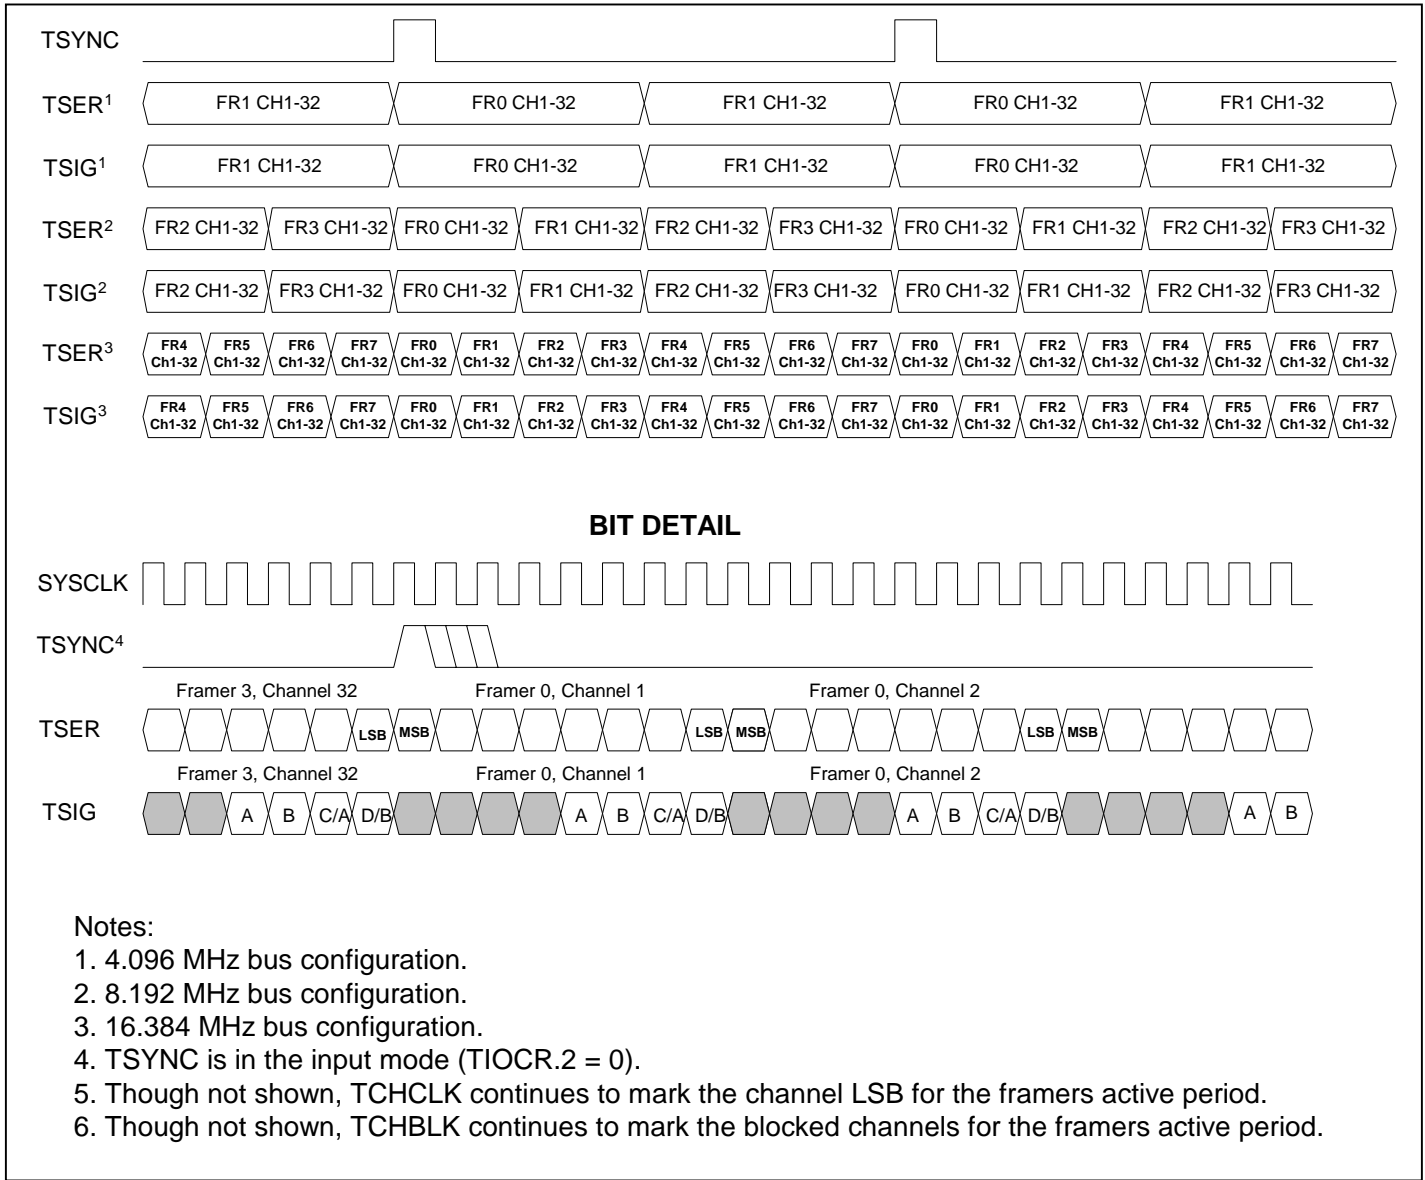 TSYNC
TSER1 FR1 CH1-32 FR0 CH1-32 FR1 CH1-32 FR0 CH1-32 FR1 CH1-32
TSIG1 FR1 CH1-32 FR0 CH1-32 FR1 CH1-32 FR0 CH1-32 FR1 CH1-32
TSER2 FR2 CH1-32 FR3 CH1-32 FR0 CH1-32 FR1 CH1-32 FR2 CH1-32 FR3 CH1-32 FR0 CH1-32 FR1 CH1-32 FR2 CH1-32 FR3 CH1-32
TSIG2 FR2 CH1-32 FR3 CH1-32 FR0 CH1-32 FR1 CH1-32 FR2 CH1-32 FR3 CH1-32 FR0 CH1-32 FR1 CH1-32 FR2 CH1-32 FR3 CH1-32
TSER3 FR4 FR5 FR6 FR7 FR0 FR1 FR2 FR3 FR4 FR5 FR6 FR7 FR0 FR1 FR2 FR3 FR4 FR5 FR6 FR7
Ch1-32 Ch1-32 Ch1-32 Ch1-32 Ch1-32 Ch1-32 Ch1-32 Ch1-32 Ch1-32 Ch1-32 Ch1-32 Ch1-32 Ch1-32 Ch1-32 Ch1-32 Ch1-32 Ch1-32 Ch1-32 Ch1-32 Ch1-32
TSIG3 FR4 FR5 FR6 FR7 FR0 FR1 FR2 FR3 FR4 FR5 FR6 FR7 FR0 FR1 FR2 FR3 FR4 FR5 FR6 FR7
Ch1-32 Ch1-32 Ch1-32 Ch1-32 Ch1-32 Ch1-32 Ch1-32 Ch1-32 Ch1-32 Ch1-32 Ch1-32 Ch1-32 Ch1-32 Ch1-32 Ch1-32 Ch1-32 Ch1-32 Ch1-32 Ch1-32 Ch1-32
BIT DETAIL
SYSCLK
TSYNC4
Framer 3, Channel 32 Framer 0, Channel 1 Framer 0, Channel 2
TSER LSB MSB LSB MSB LSB MSB
Framer 3, Channel 32 Framer 0, Channel 1 Framer 0, Channel 2
TSIG A B C/A D/B A B C/A D/B A B C/A D/B A B
Notes:
1. 4.096 MHz bus configuration.
2. 8.192 MHz bus configuration.
3. 16.384 MHz bus configuration.
4. TSYNC is in the input mode (TIOCR.2 = 0).
5. Though not shown, TCHCLK continues to mark the channel LSB for the framers active period.
6. Though not shown, TCHBLK continues to mark the blocked channels for the framers active period.